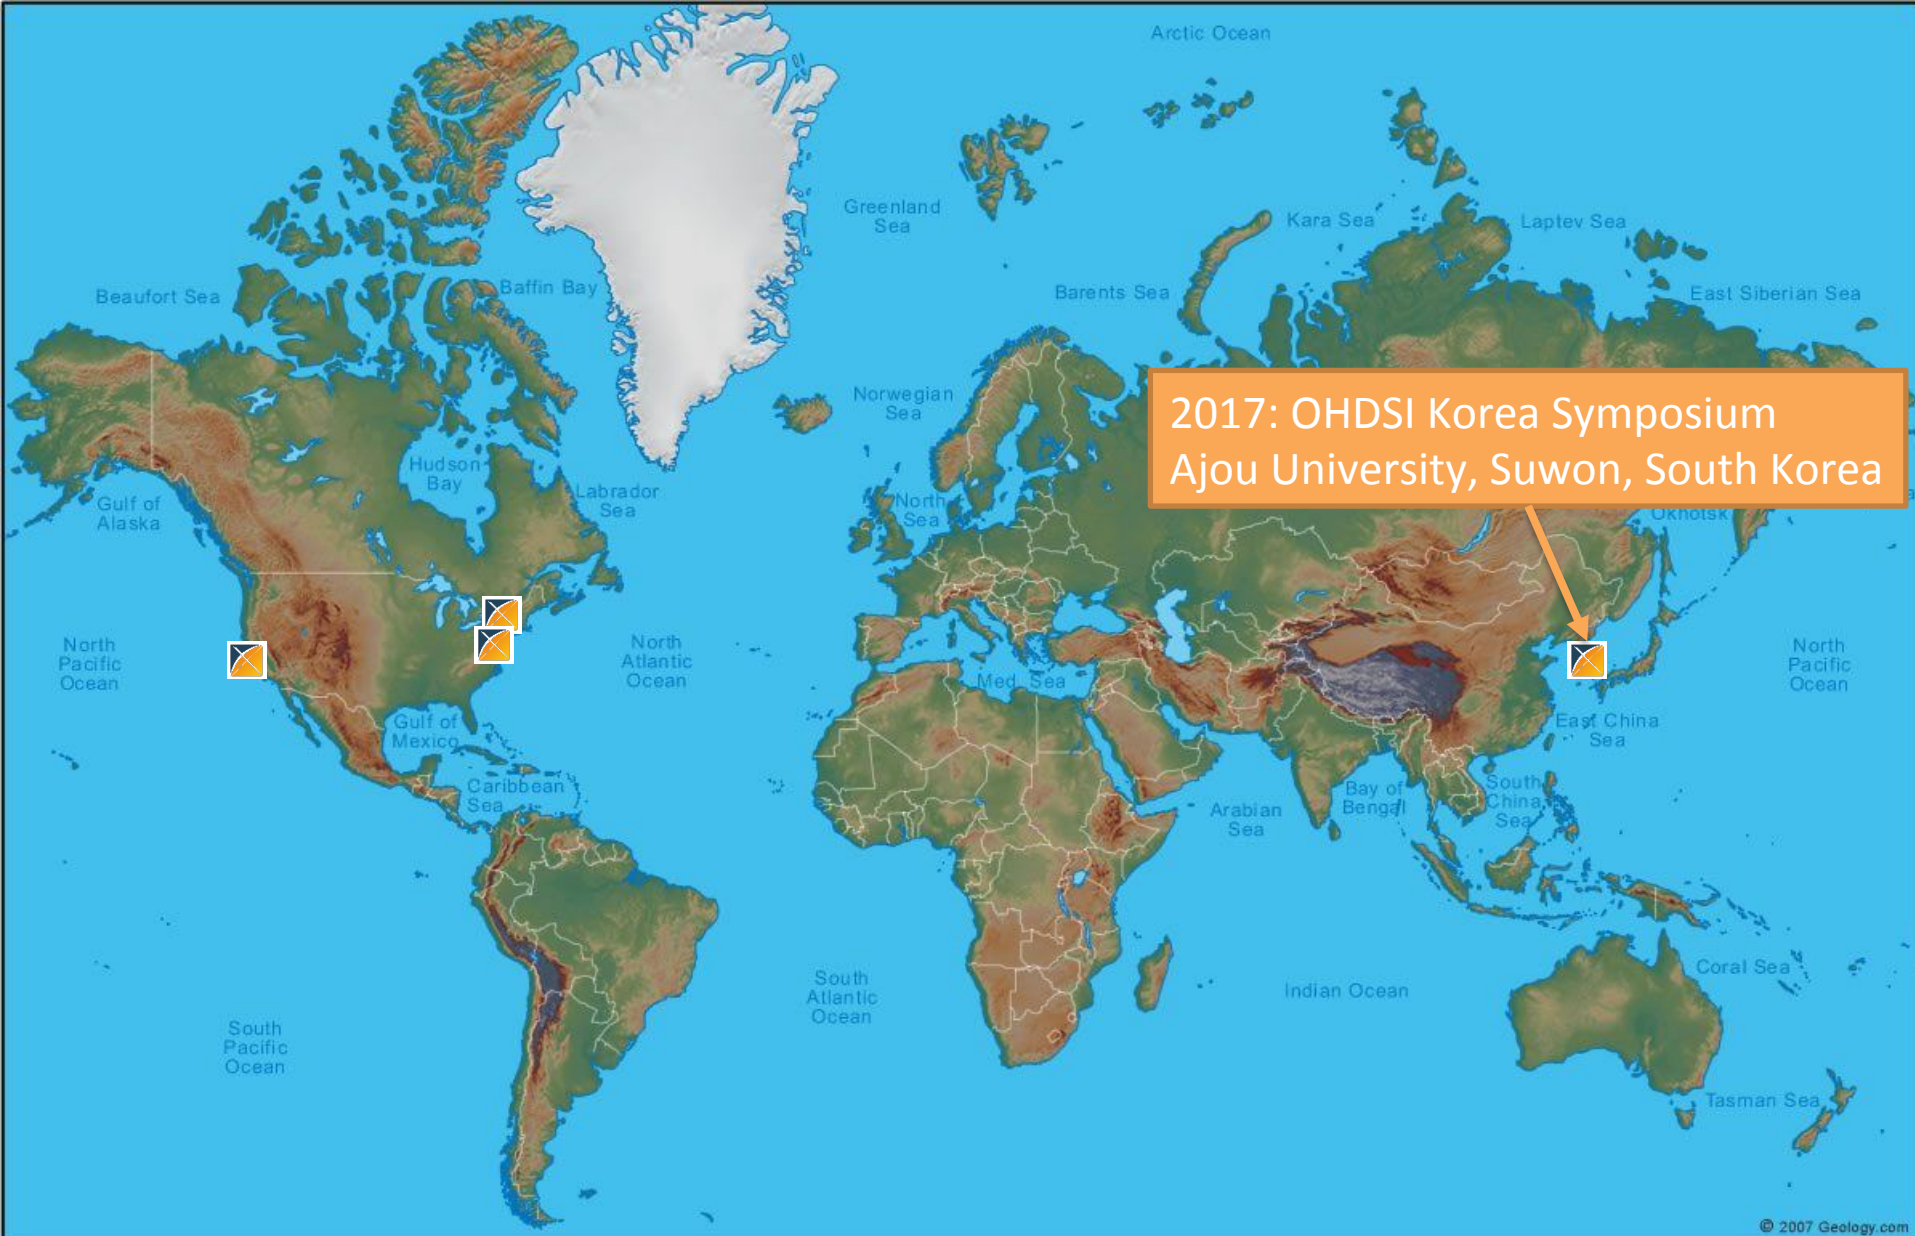 Arctic Ocean
Greenland
Sea
Kara Sea
Laptev Sea
Beaufort Sea
Baffin Bay
Barents Sea
East Siberian Sea
Norwegian
Sea
2017: OHDSI Korea Symposium
Ajou University, Suwon, South Korea
Hudson
Bay
Labrador
Sea
Gulf of
Alaska
North
Sea
Okhotsk
North
Pacific
Ocean
North
Atlantic
Ocean
Med. Sea
North
Pacific
Ocean
Gulf of
Mexico
East China
Sea
Caribbean
Sea
Arabian
Sea
Bay of
Bengal
South
China
Sea
South
Atlantic
Ocean
Indian Ocean
Coral Sea
South
Pacific
Ocean
Tasman Sea
© 2007 Geology.com